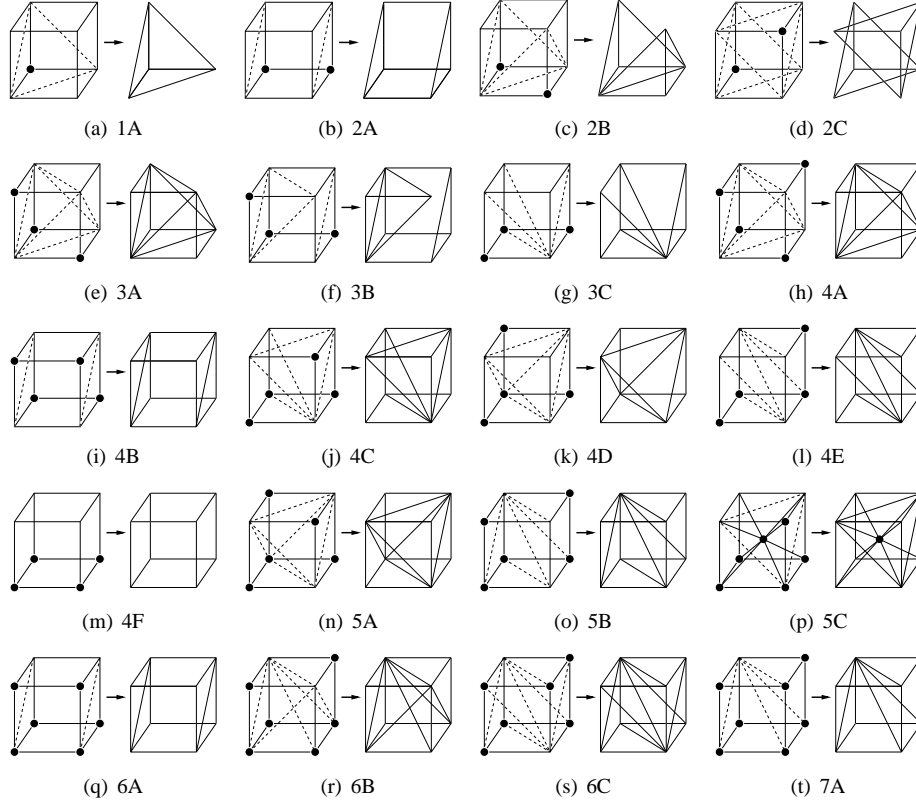 (a) 1A (b) 2A (c) 2B (d) 2C
(e) 3A (f) 3B (g) 3C (h) 4A
(i) 4B (j) 4C (k) 4D (l) 4E
(m) 4F (n) 5A (o) 5B (p) 5C
(q) 6A (r) 6B (s) 6C (t) 7A